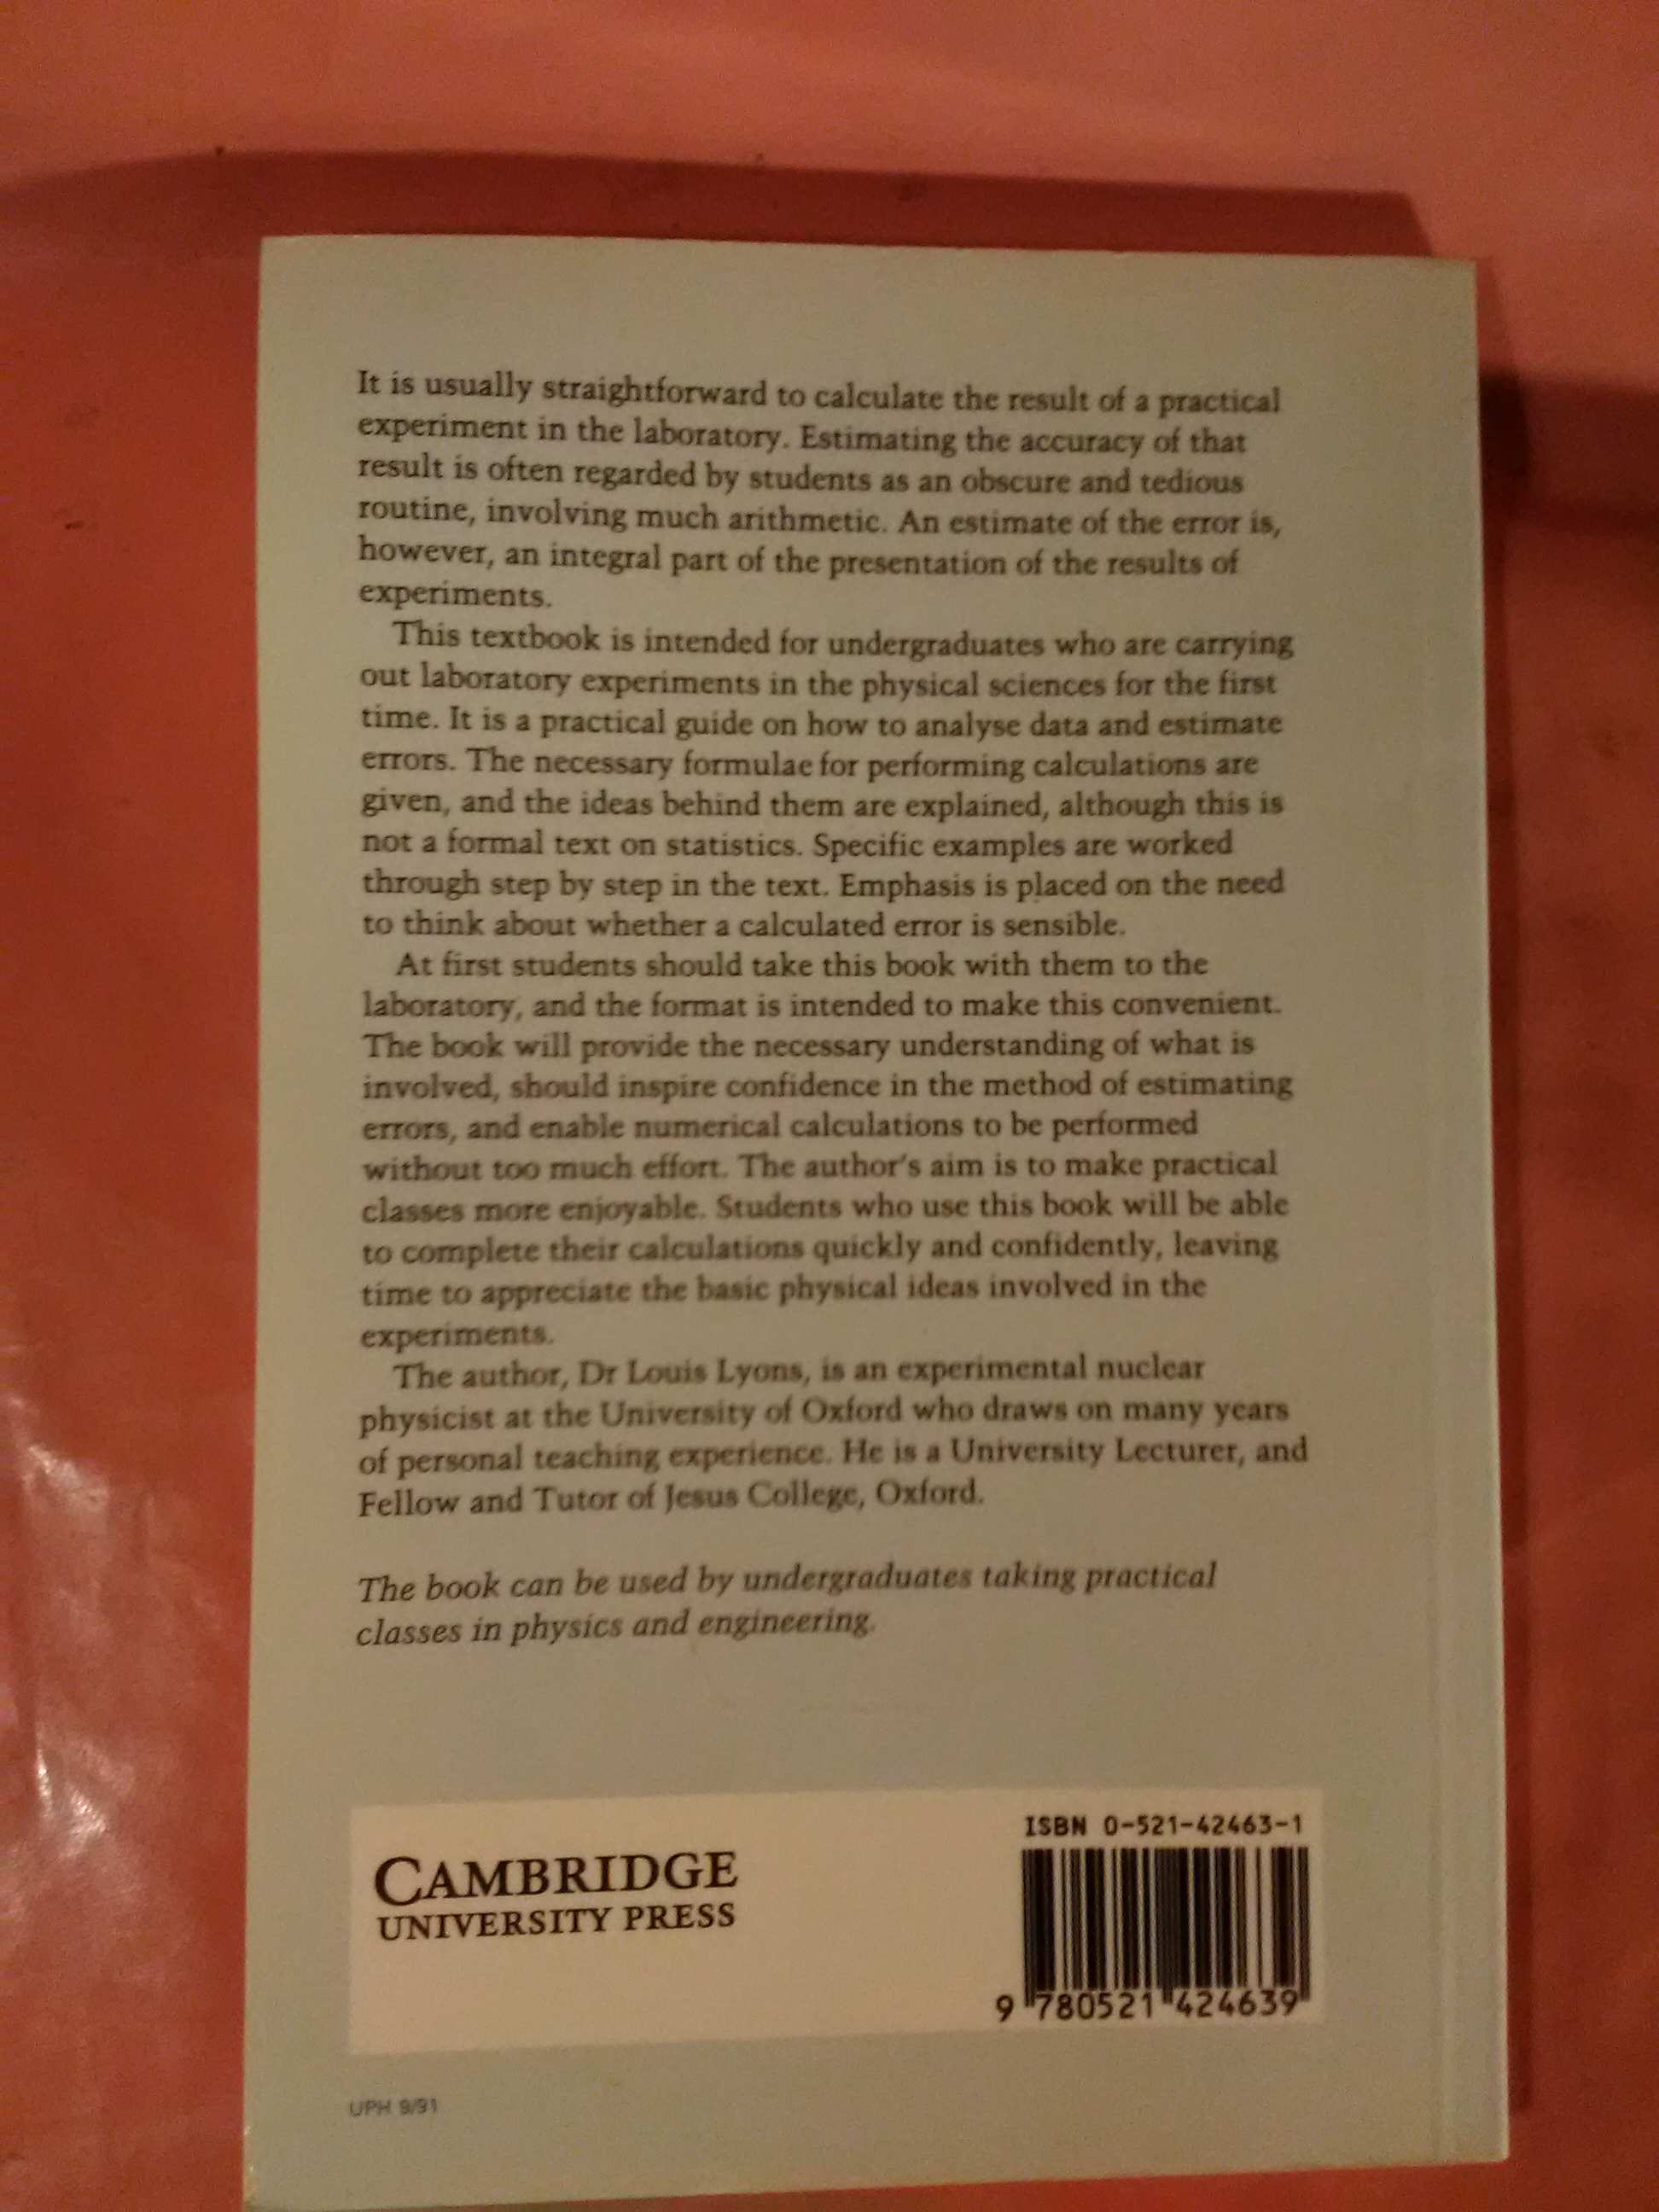 It is usually straightforward to calculate the result of a practical
experiment in the laboratory. Estimating the accuracy of that
result is often regarded by students as an obscure and tedious
routine, involving much arithmetic. An estimate of the error is,
however, an integral part of the presentation of the results of
experiments.
This textbook is intended for undergraduates who are carrying
out laboratory experiments in the physical sciences for the first
time. It is a practical guide on how to analyse data and estimate
errors. The necessary formulae for performing calculations are
given, and the ideas behind them are explained, although this is
not a formal text on statistics. Specific examples are worked
through step by step in the text. Emphasis is placed on the need
to think about whether a calculated error is sensible.
At first students should take this book with them to the
laboratory, and the format is intended to make this convenient.
The book will provide the necessary understanding of what is
involved, should inspire confidence in the method of estimating
errors, and enable numerical calculations to be performed
without too much effort. The author's aim is to make practical
classes more enjoyable. Students who use this book will be able
to complete their calculations quickly and confidently, leaving
time to appreciate the basic physical ideas involved in the
experiments.
The author, Dr Louis Lyons, is an experimental nuclear
physicist at the University of Oxford who draws on many years
of personal teaching experience. He is a University Lecturer, and
Fellow and Tutor of Jesus College, Oxford.
The book can be used by undergraduates taking practical
classes in physics and engineering.
CAMBRIDGE
UNIVERSITY PRESS
ISBN 0-521-42463-1
9 780521 424639
UPH 9/91